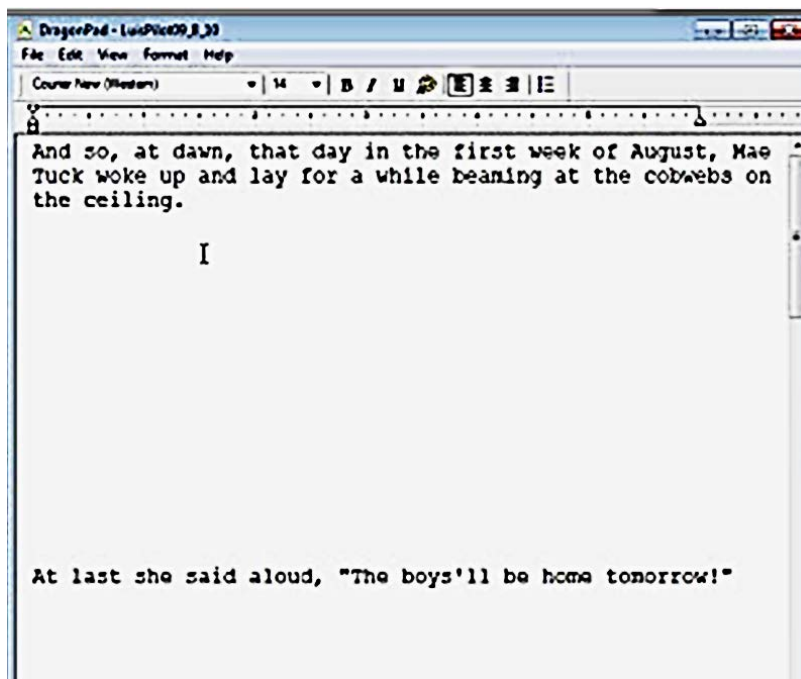 DragonPad - LuisPilot09_8_30
File Edit View Format Help
Courier New (Western) 14 B I U
And so, at dawn, that day in the first week of August, Mae
Tuck woke up and lay for a while beaming at the cobwebs on
the ceiling.
At last she said aloud, "The boys'll be home tomorrow!"